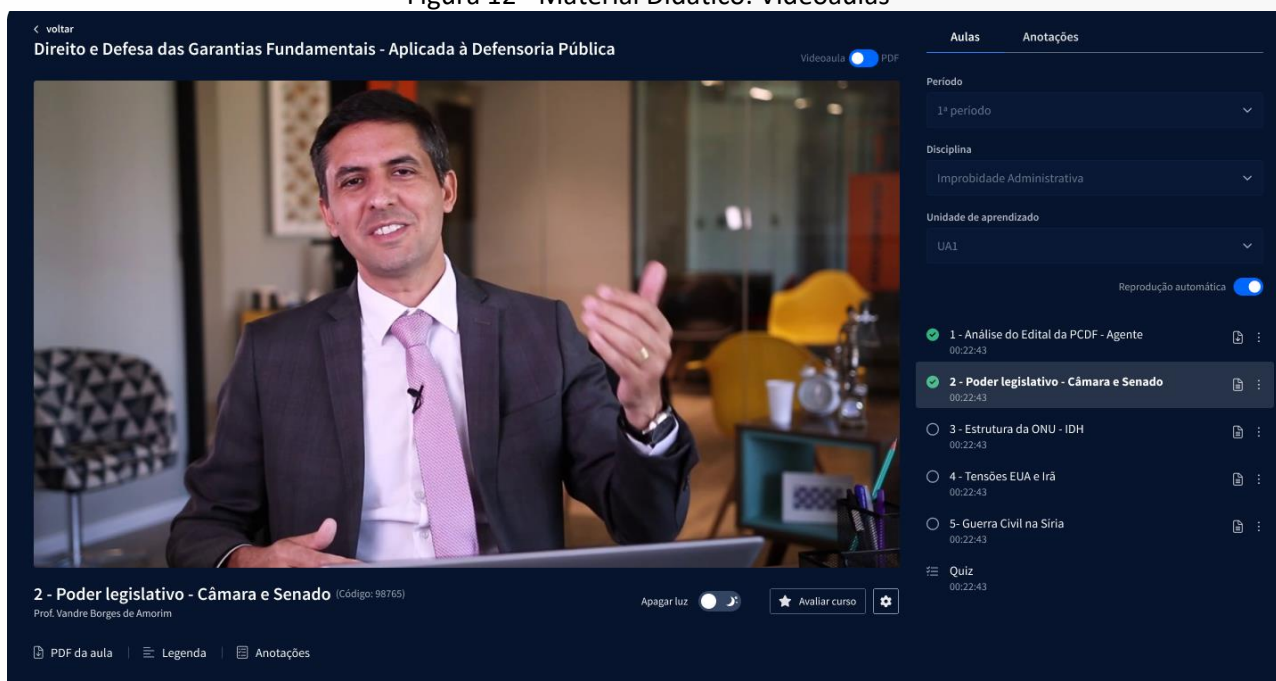 Figura 12 - Material Didático: Videoaulas
voltar
Direito e Defesa das Garantias Fundamentais - Aplicada à Defensoria Pública
Videoaula PDF
Aulas Anotações
Período
1º período
Disciplina
Improbidade Administrativa
Unidade de aprendizado
UA1
Reprodução automática
1 - Análise do Edital da PCDF - Agente
00:22:43
2 - Poder legislativo - Câmara e Senado
00:22:43
3 - Estrutura da ONU - IDH
00:22:43
4 - Tensões EUA e Irã
00:22:43
5- Guerra Civil na Síria
00:22:43
Quiz
00:22:43
2 - Poder legislativo - Câmara e Senado (Código: 98765)
Prof. Vandre Borges de Amorim
Apagar luz
Avaliar curso
PDF da aula
Legenda
Anotações